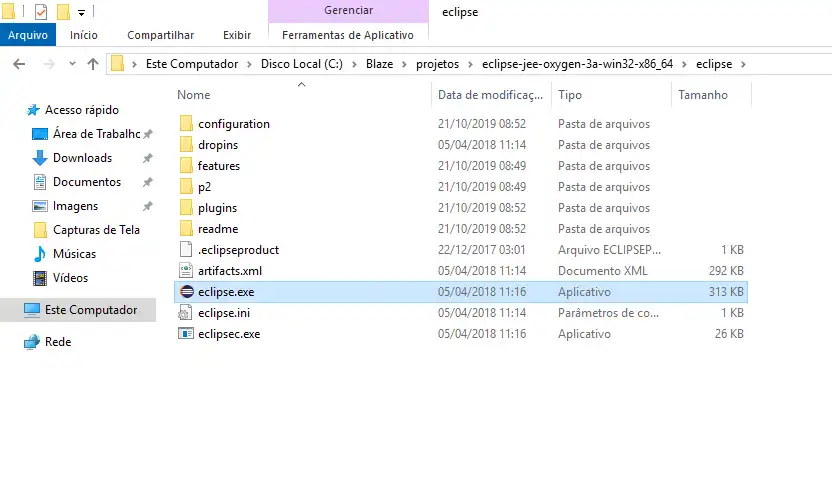 Gerenciar
eclipse
Arquivo Início Compartilhar Exibir Ferramentas de Aplicativo
Este Computador Disco Local (C:) Blaze projetos eclipse-jee-oxygen-3a-win32-x86_64 eclipse
Nome Data de modificaç... Tipo Tamanho
Acesso rápido
Área de Trabalho
Downloads
Documentos
Imagens
Capturas de Tela
Músicas
Vídeos
Este Computador
Rede
configuration 21/10/2019 08:52 Pasta de arquivos
dropins 05/04/2018 11:14 Pasta de arquivos
features 21/10/2019 08:49 Pasta de arquivos
p2 21/10/2019 08:49 Pasta de arquivos
plugins 21/10/2019 08:52 Pasta de arquivos
readme 21/10/2019 08:52 Pasta de arquivos
.eclipseproduct 22/12/2017 03:01 Arquivo ECLIPSEP... 1 KB
artifacts.xml 05/04/2018 11:14 Documento XML 292 KB
eclipse.exe 05/04/2018 11:16 Aplicativo 313 KB
eclipse.ini 05/04/2018 11:14 Parâmetros de co... 1 KB
eclipsec.exe 05/04/2018 11:16 Aplicativo 26 KB